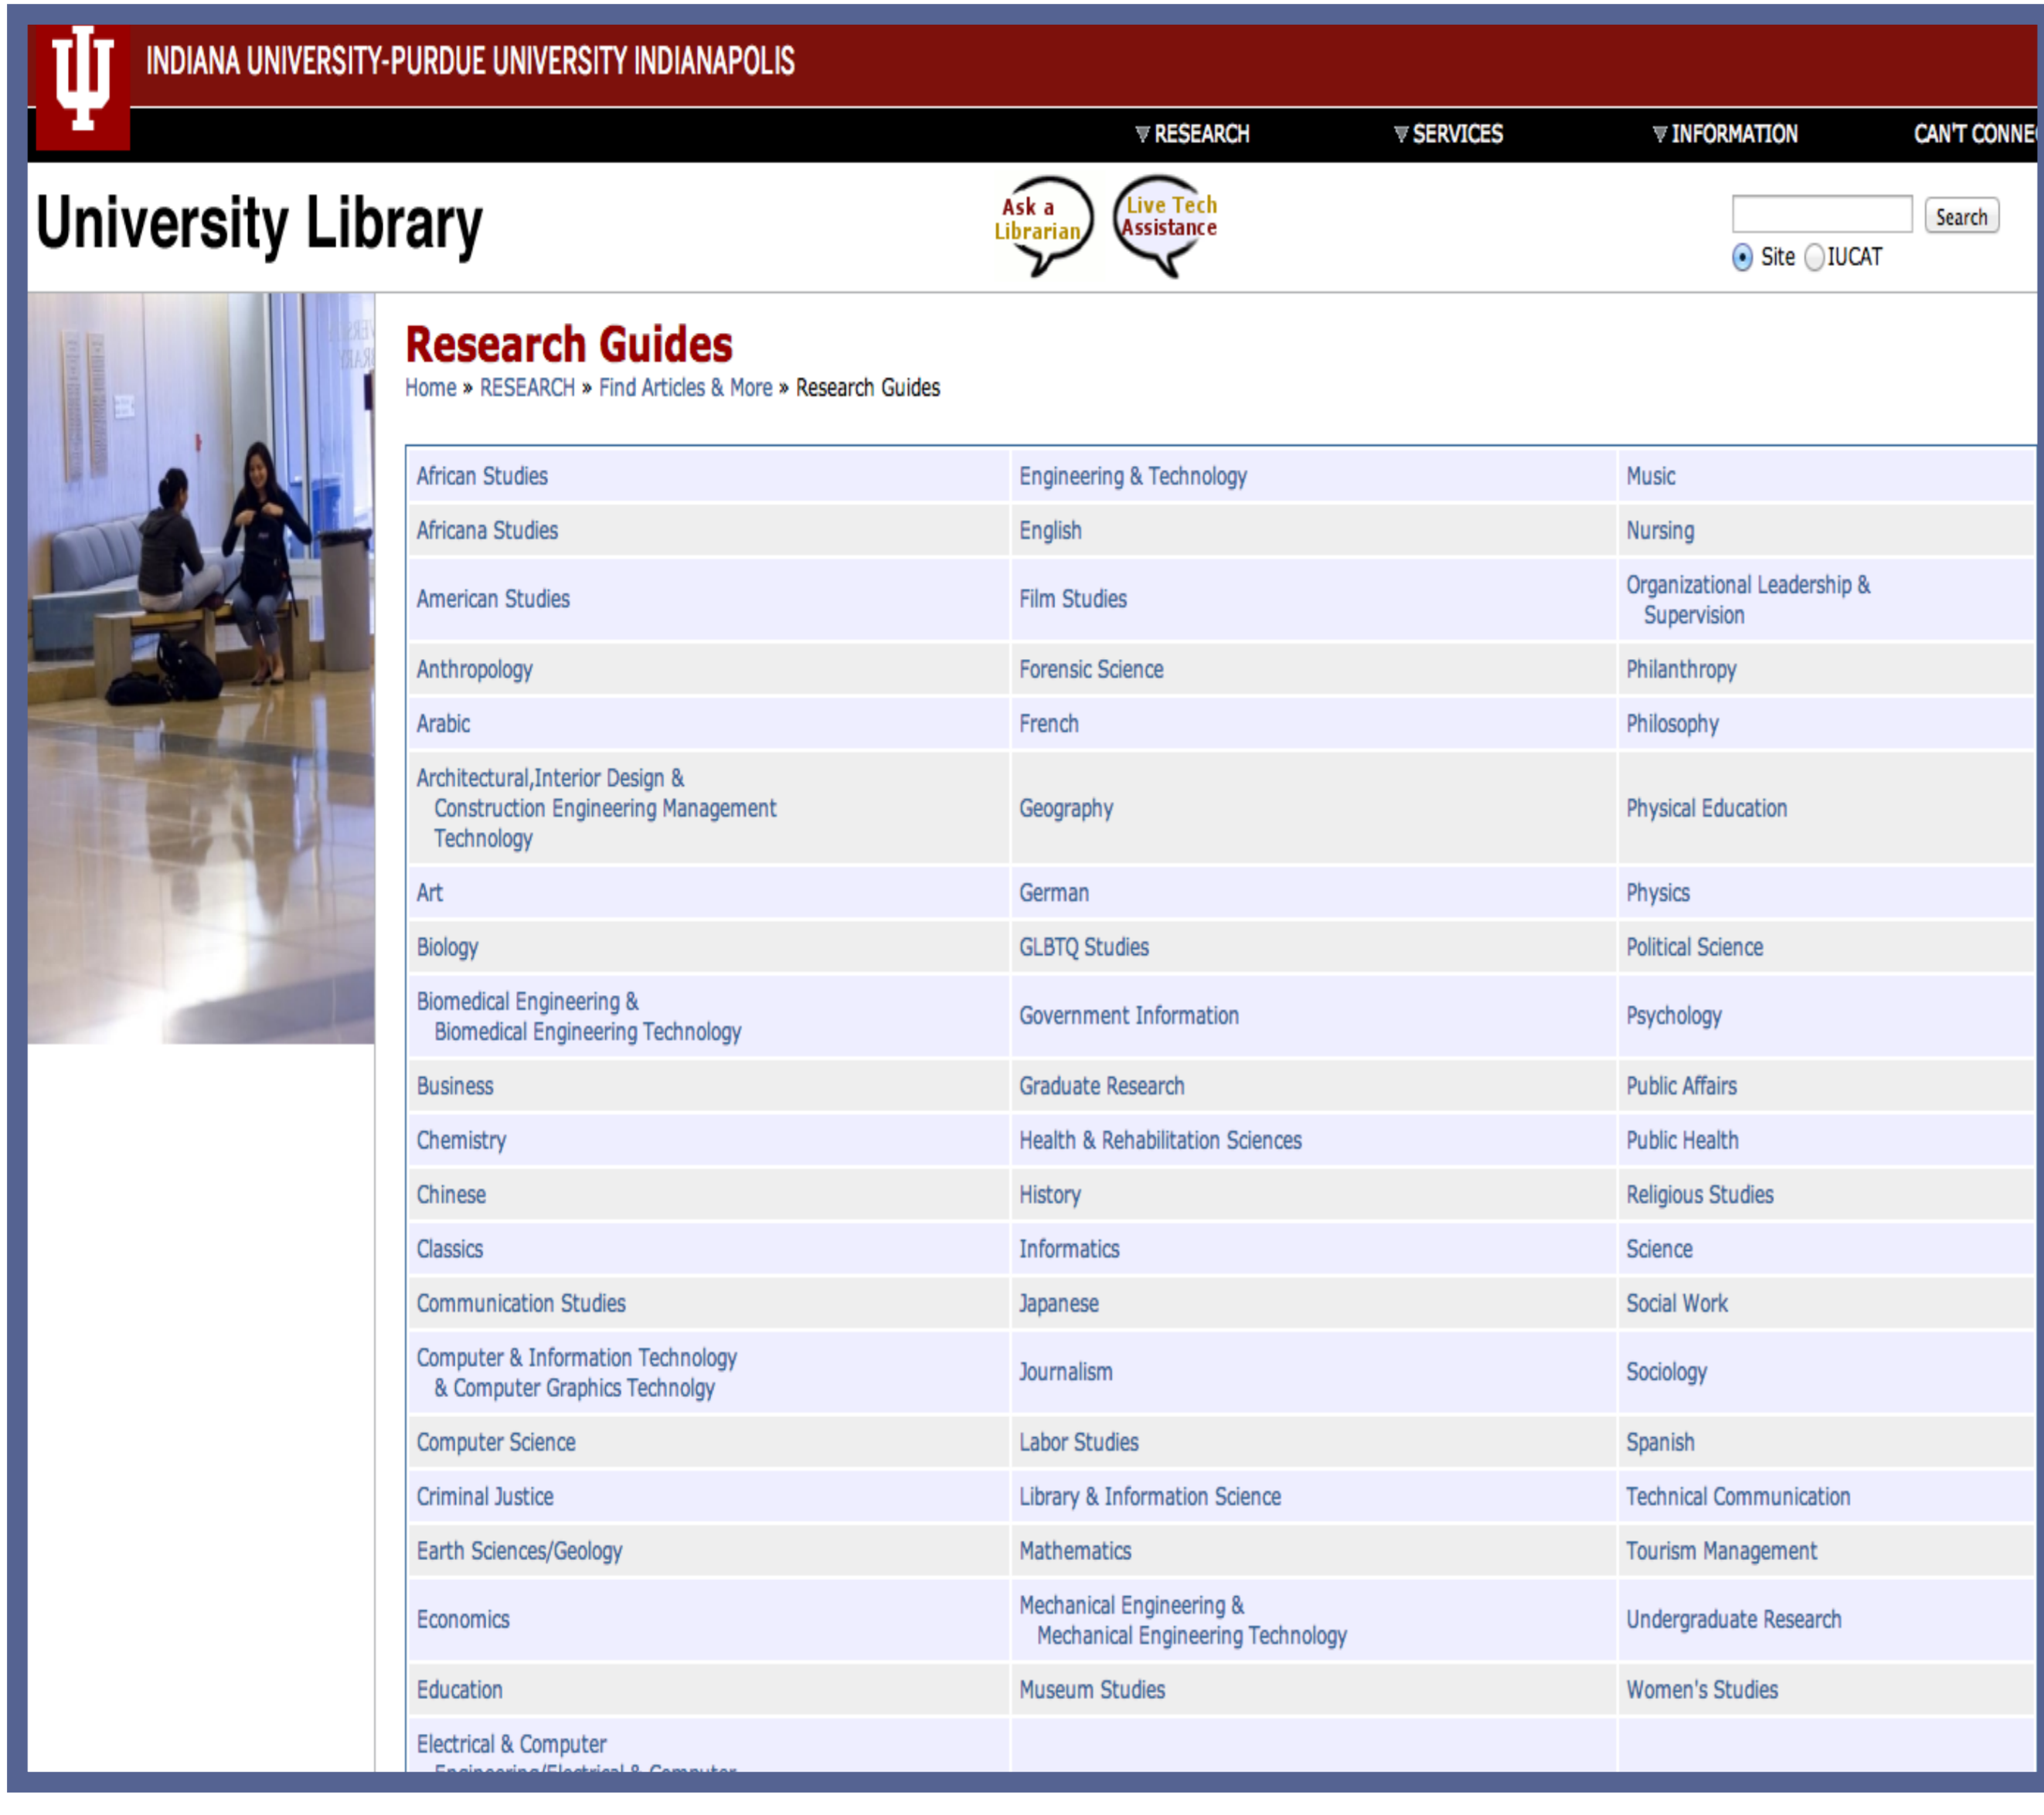 INDIANA UNIVERSITY-PURDUE UNIVERSITY INDIANAPOLIS
RESEARCH SERVICES INFORMATION CAN'T
University Library
Ask a
Librarian
Live Tech
Assistance
Search
Site IUCAT
Research Guides
Home » RESEARCH » Find Articles & More » Research Guides
African Studies
Engineering & Technology
Music
Africana Studies
English
Nursing
American Studies
Film Studies
Organizational Leadership &
Supervision
Anthropology
Forensic Science
Philanthropy
Arabic
French
Philosophy
Architectural,Interior Design &
Construction Engineering Management
Technology
Geography
Physical Education
Art
German
Physics
Biology
GLBTQ Studies
Political Science
Biomedical Engineering &
Biomedical Engineering Technology
Government Information
Psychology
Business
Graduate Research
Public Affairs
Chemistry
Health & Rehabilitation Sciences
Public Health
Chinese
History
Religious Studies
Classics
Informatics
Science
Communication Studies
Japanese
Social Work
Computer & Information Technology
& Computer Graphics Technolgy
Journalism
Sociology
Computer Science
Labor Studies
Spanish
Criminal Justice
Library & Information Science
Technical Communication
Earth Sciences/Geology
Mathematics
Tourism Management
Economics
Mechanical Engineering &
Mechanical Engineering Technology
Undergraduate Research
Education
Museum Studies
Women's Studies
Electrical & Computer
Engineering/Electrical & Computer